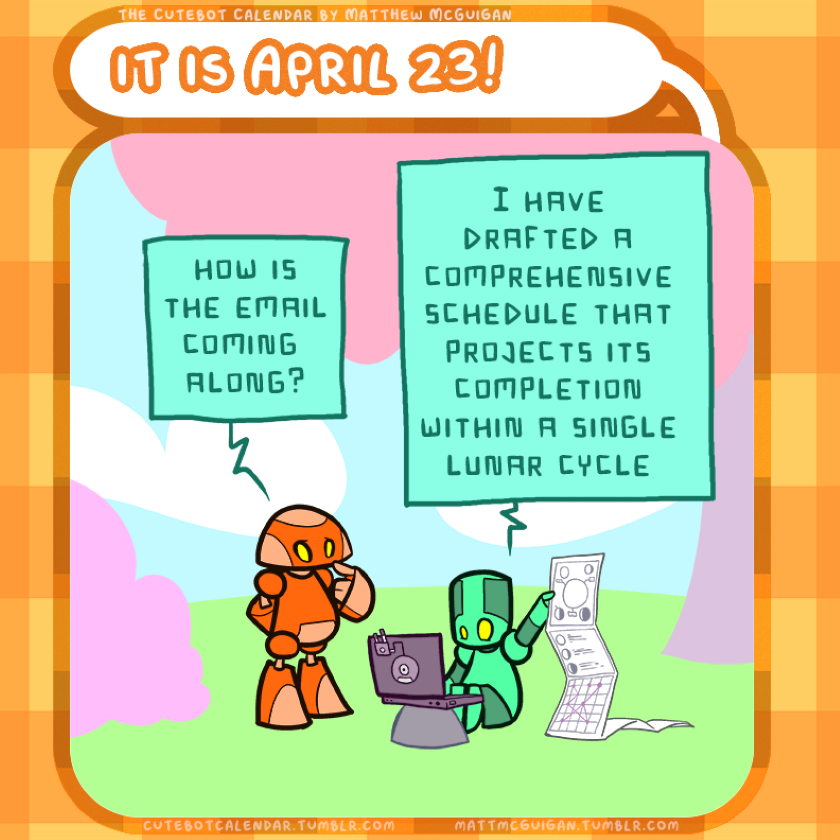 THE CUTEBOT CALENDAR BY MATTHEW MCGUIGAN
IT IS APRIL 23!
HOW IS
THE EMAIL
COMING
ALONG?
I HAVE
DRAFTED A
COMPREHENSIVE
SCHEDULE THAT
PROJECTS ITS
COMPLETION
WITHIN A SINGLE
LUNAR CYCLE
CUTEBOTCALENDAR.TUMBLR.COM
MATTMCGUIGAN.TUMBLR.COM